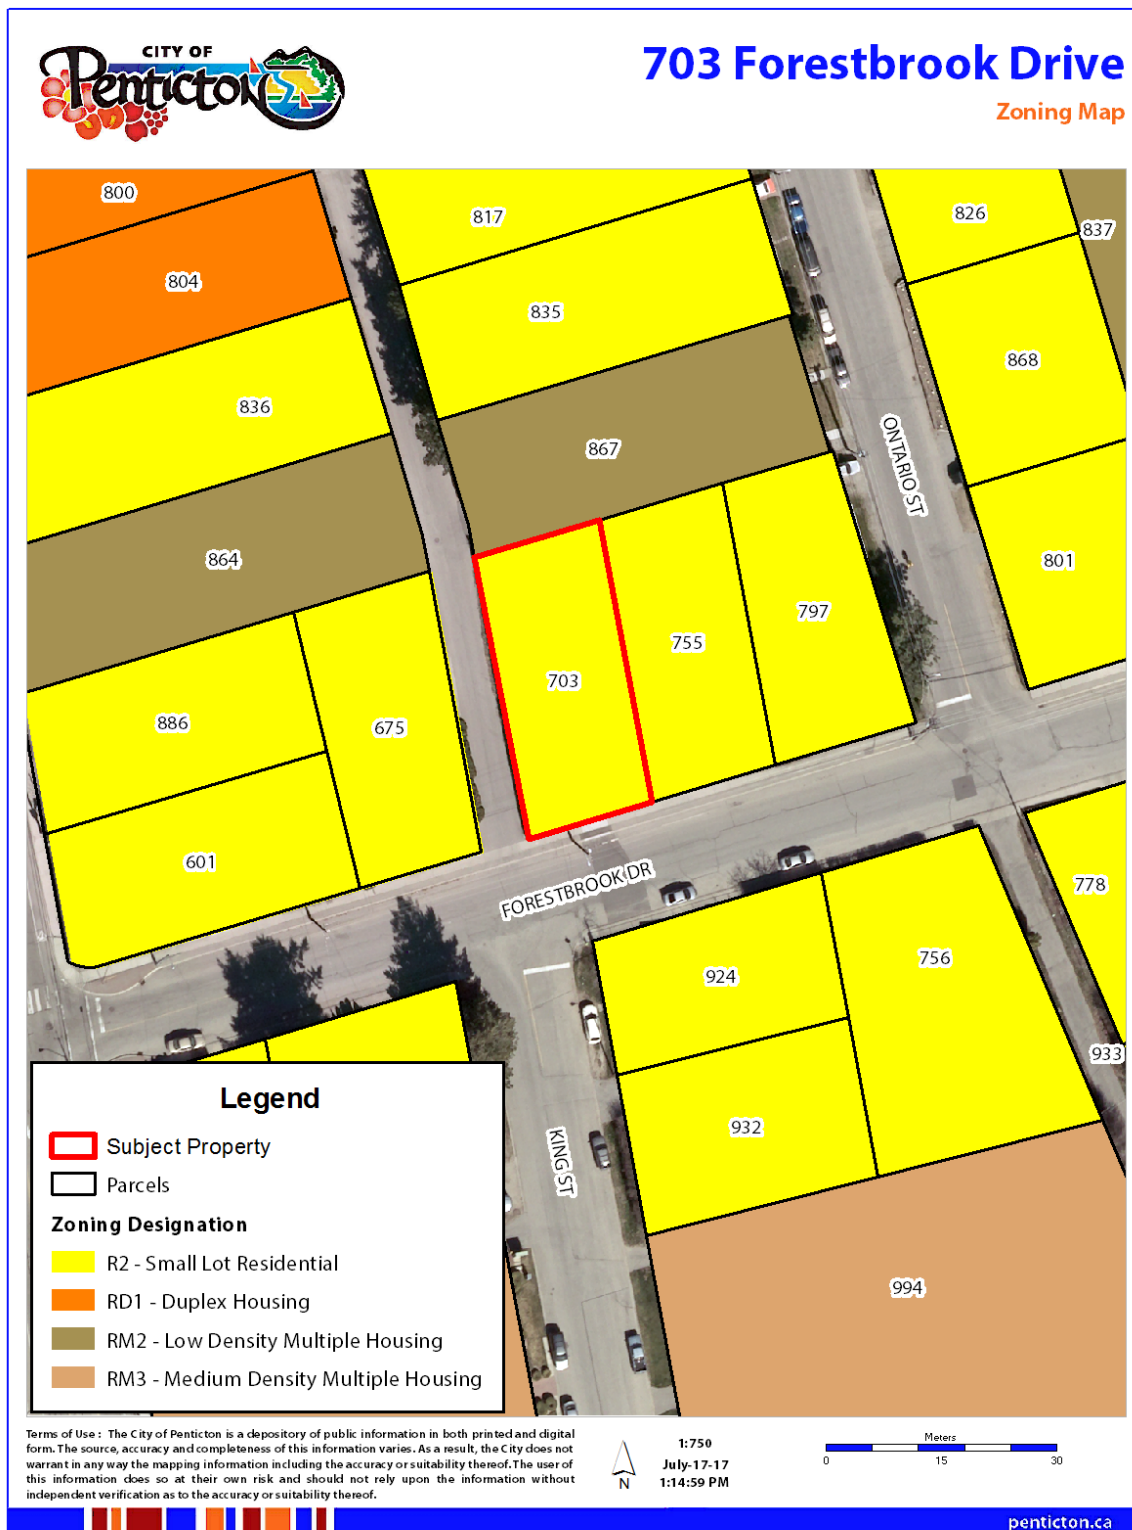 CITY OF
Penticton
703 Forestbrook Drive
Zoning Map
800
817
826
837
804
835
868
836
867
ONTARIO ST
864
801
797
755
703
886
675
601
FORESTBROOK DR
778
756
924
933
932
KING ST
994
Legend
Subject Property
Parcels
Zoning Designation
R2 - Small Lot Residential
RD1 - Duplex Housing
RM2 - Low Density Multiple Housing
RM3 - Medium Density Multiple Housing
Terms of Use : The City of Penticton is a depository of public information in both printed and digital
form. The source, accuracy and completeness of this information varies. As a result, the City does not
warrant in any way the mapping information including the accuracy or suitability thereof. The user of
this information does so at their own risk and should not rely upon the information without
independent verification as to the accuracy or suitability thereof.
N
1:750
July-17-17
1:14:59 PM
Meters
0 15 30
penticton.ca